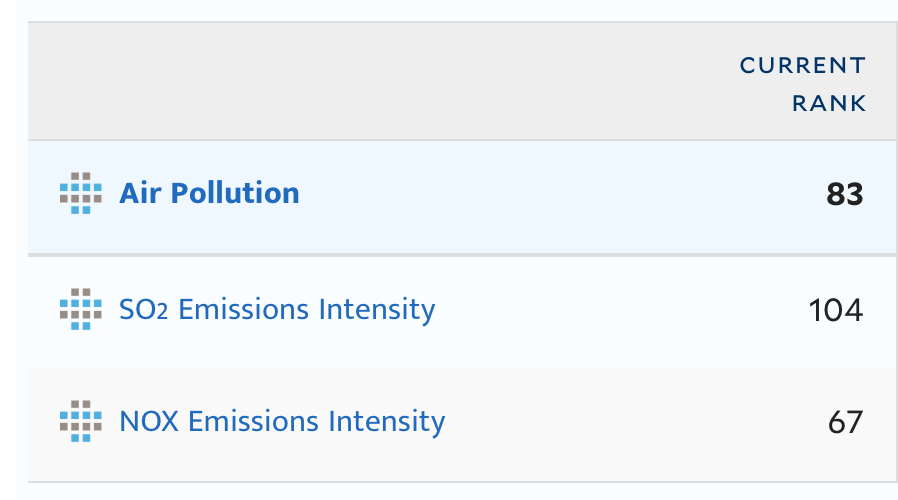 CURRENT
RANK
Air Pollution 83
SO2 Emissions Intensity 104
NOX Emissions Intensity 67